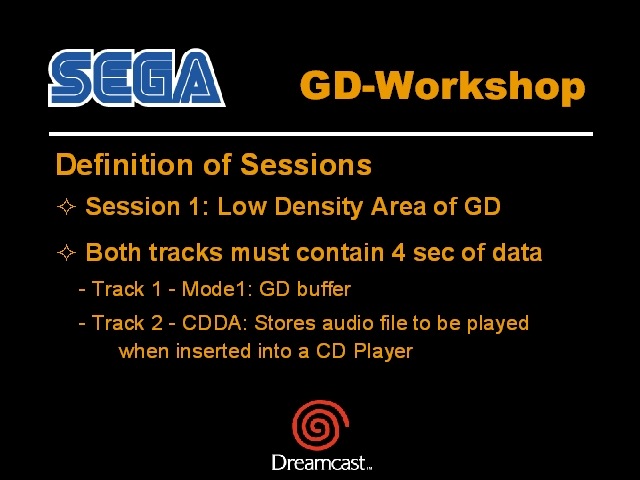 SEGA
GD-Workshop
Definition of Sessions
✧ Session 1: Low Density Area of GD
✧ Both tracks must contain 4 sec of data
- Track 1 - Mode1: GD buffer
- Track 2 - CDDA: Stores audio file to be played
when inserted into a CD Player
Dreamcast™